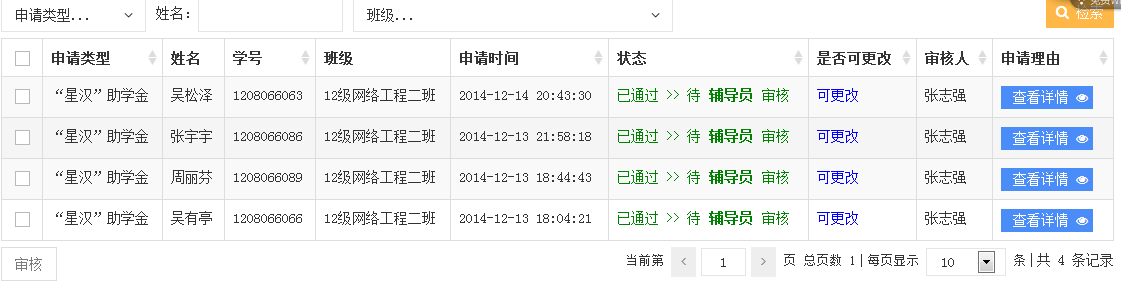 申请类型... 姓名: 班级... 检索
申请类型 姓名 学号 班级 申请时间 状态 是否可更改 审核人 申请理由
“星汉”助学金 吴松泽 1208066063 12级网络工程二班 2014-12-14 20:43:30 已通过 >> 待 辅导员 审核 可更改 张志强 查看详情
“星汉”助学金 张宇宇 1208066086 12级网络工程二班 2014-12-13 21:58:18 已通过 >> 待 辅导员 审核 可更改 张志强 查看详情
“星汉”助学金 周丽芬 1208066089 12级网络工程二班 2014-12-13 18:44:43 已通过 >> 待 辅导员 审核 可更改 张志强 查看详情
“星汉”助学金 吴有亭 1208066066 12级网络工程二班 2014-12-13 18:04:21 已通过 >> 待 辅导员 审核 可更改 张志强 查看详情
审核 当前第 < 1 > 页 总页数 1|每页显示 10 条|共 4 条记录